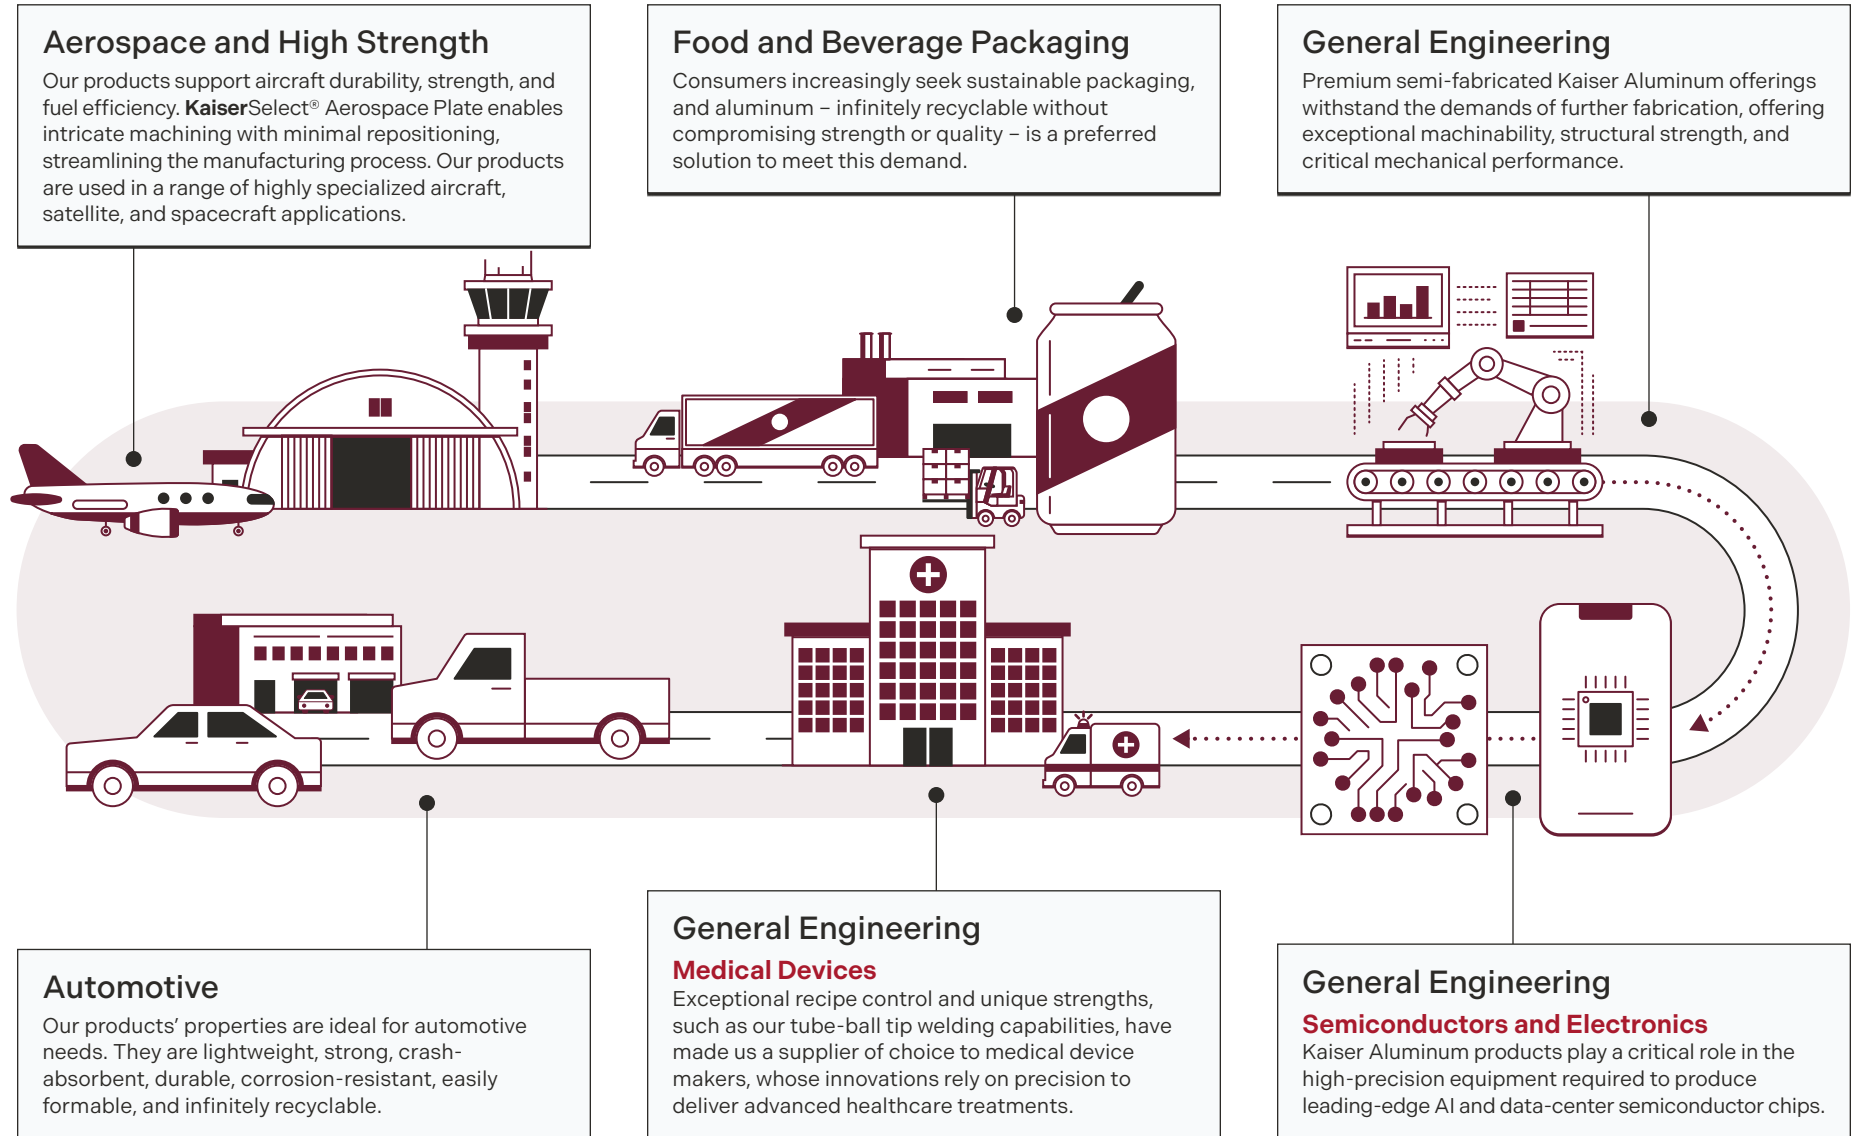 Aerospace and High Strength
Our products support aircraft durability, strength, and
fuel efficiency. KaiserSelect® Aerospace Plate enables
intricate machining with minimal repositioning,
streamlining the manufacturing process. Our products
are used in a range of highly specialized aircraft,
satellite, and spacecraft applications.
Food and Beverage Packaging
Consumers increasingly seek sustainable packaging,
and aluminum – infinitely recyclable without
compromising strength or quality – is a preferred
solution to meet this demand.
General Engineering
Premium semi-fabricated Kaiser Aluminum offerings
withstand the demands of further fabrication, offering
exceptional machinability, structural strength, and
critical mechanical performance.
Automotive
Our products’ properties are ideal for automotive
needs. They are lightweight, strong, crash-
absorbent, durable, corrosion-resistant, easily
formable, and infinitely recyclable.
General Engineering
Medical Devices
Exceptional recipe control and unique strengths,
such as our tube-ball tip welding capabilities, have
made us a supplier of choice to medical device
makers, whose innovations rely on precision to
deliver advanced healthcare treatments.
General Engineering
Semiconductors and Electronics
Kaiser Aluminum products play a critical role in the
high-precision equipment required to produce
leading-edge AI and data-center semiconductor chips.